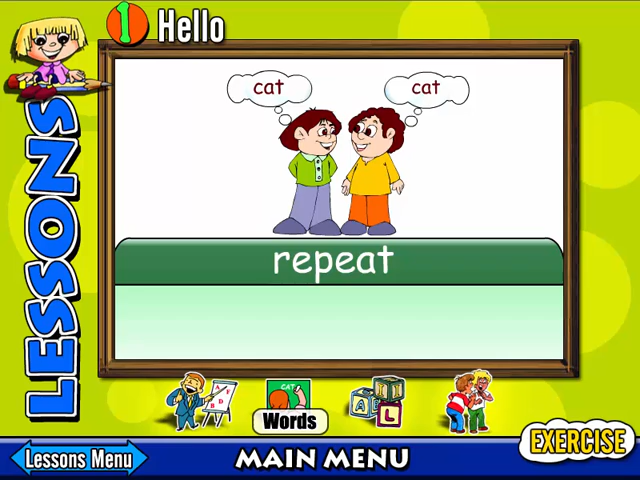 1 Hello
LESSONS
cat
cat
repeat
CAT
Words
Lessons Menu
MAIN MENU
EXERCISE